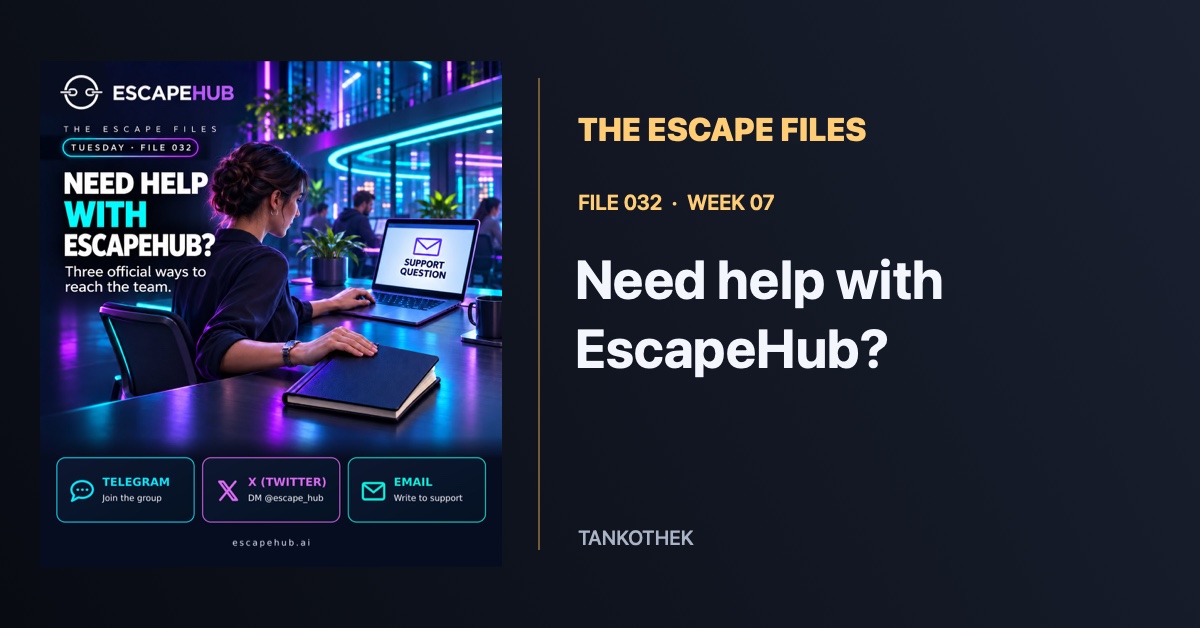 ESCAPEHUB
THE ESCAPE FILES
TUESDAY · FILE 032
NEED HELP
WITH
ESCAPEHUB?
Three official ways to
reach the team.
SUPPORT
QUESTION
TELEGRAM
Join the group
X (TWITTER)
DM @escape_hub
EMAIL
Write to support
escapehub.ai
THE ESCAPE FILES
FILE 032 · WEEK 07
Need help with
EscapeHub?
TANKOTHEK